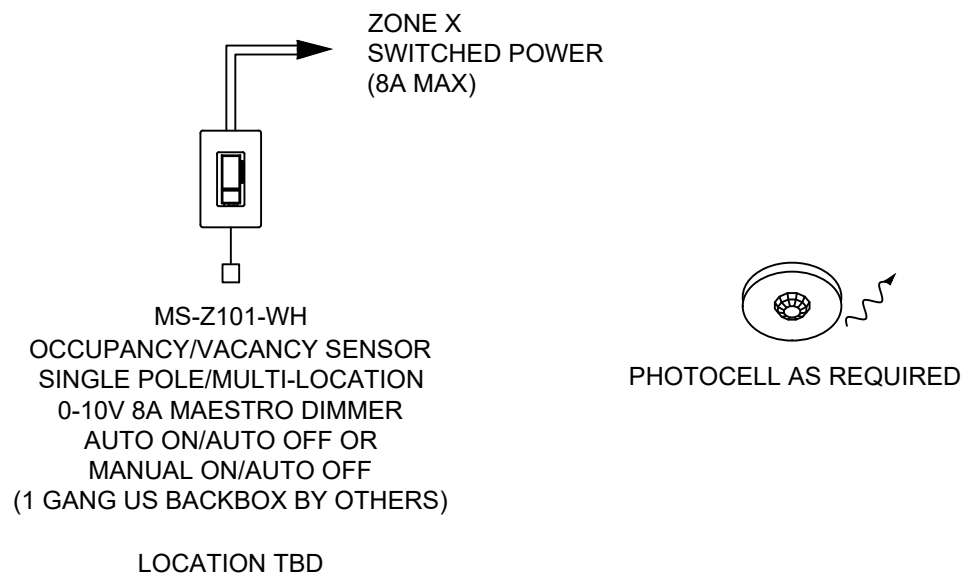 ZONE X
SWITCHED POWER
(8A MAX)
MS-Z101-WH
OCCUPANCY/VACANCY SENSOR
SINGLE POLE/MULTI-LOCATION
0-10V 8A MAESTRO DIMMER
AUTO ON/AUTO OFF OR
MANUAL ON/AUTO OFF
(1 GANG US BACKBOX BY OTHERS)
LOCATION TBD
PHOTOCELL AS REQUIRED